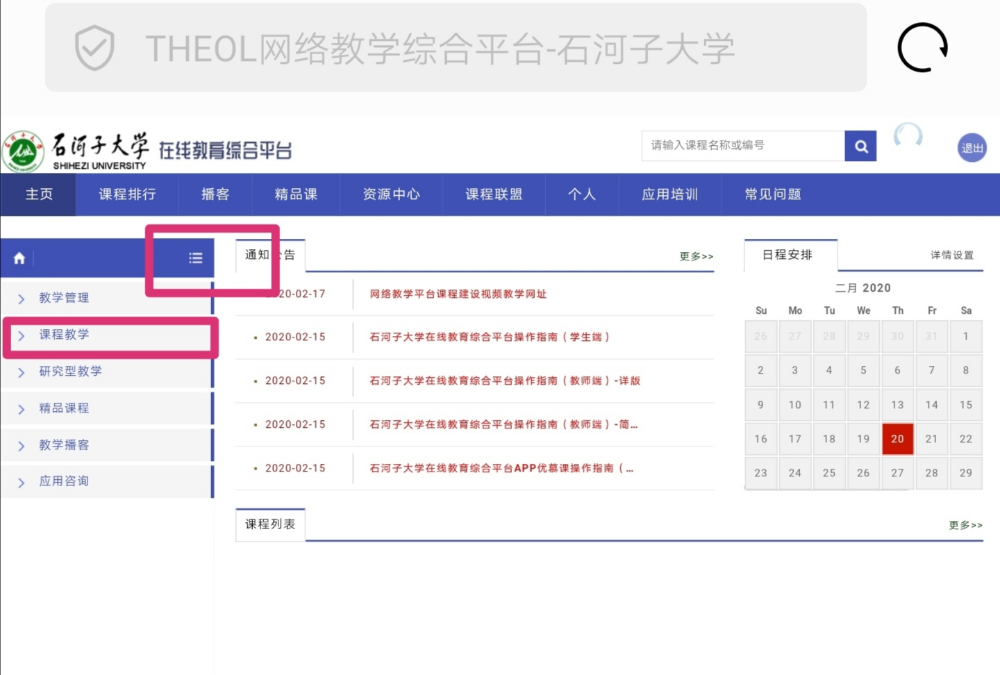 THEOL网络教学综合平台-石河子大学
石河子大学 在线教育综合平台
SHIHEZI UNIVERSITY
请输入课程名称或编号
退出
主页 课程排行 播客 精品课 资源中心 课程联盟 个人 应用培训 常见问题
教学管理
课程教学
研究型教学
精品课程
教学播客
应用咨询
通知公告 更多>>
2020-02-17 网络教学平台课程建设视频教学网址
2020-02-15 石河子大学在线教育综合平台操作指南（学生端）
2020-02-15 石河子大学在线教育综合平台操作指南（教师端）-详版
2020-02-15 石河子大学在线教育综合平台操作指南（教师端）-简...
2020-02-15 石河子大学在线教育综合平台APP优慕课操作指南（...
日程安排 详情设置
二月 2020
Su Mo Tu We Th Fr Sa
26 27 28 29 30 31 1
2 3 4 5 6 7 8
9 10 11 12 13 14 15
16 17 18 19 20 21 22
23 24 25 26 27 28 29
课程列表 更多>>